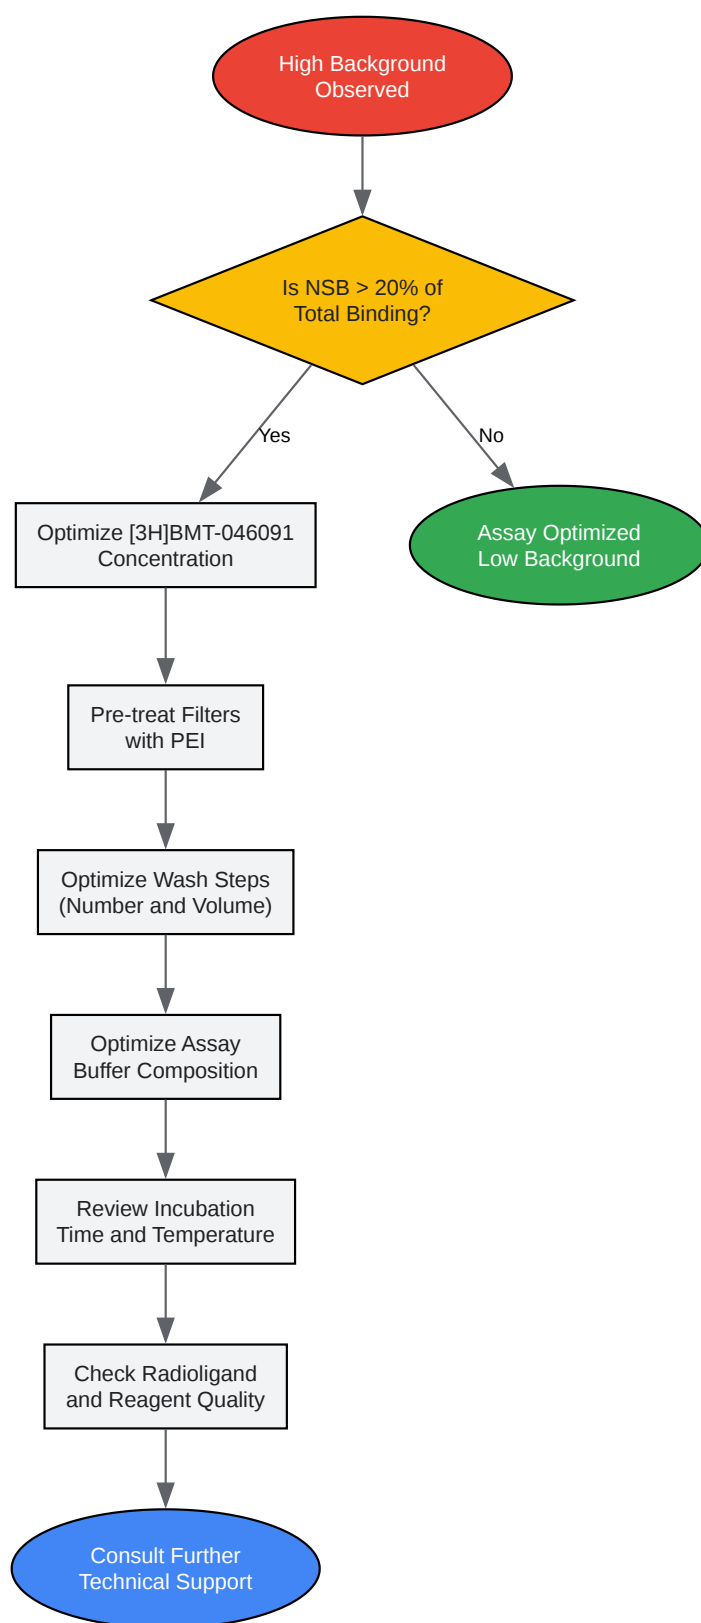 High Background
Observed
Is NSB > 20% of
Total Binding?
Yes
No
Optimize [3H]BMT-046091
Concentration
Assay Optimized
Low Background
Pre-treat Filters
with PEI
Optimize Wash Steps
(Number and Volume)
Optimize Assay
Buffer Composition
Review Incubation
Time and Temperature
Check Radioligand
and Reagent Quality
Consult Further
Technical Support